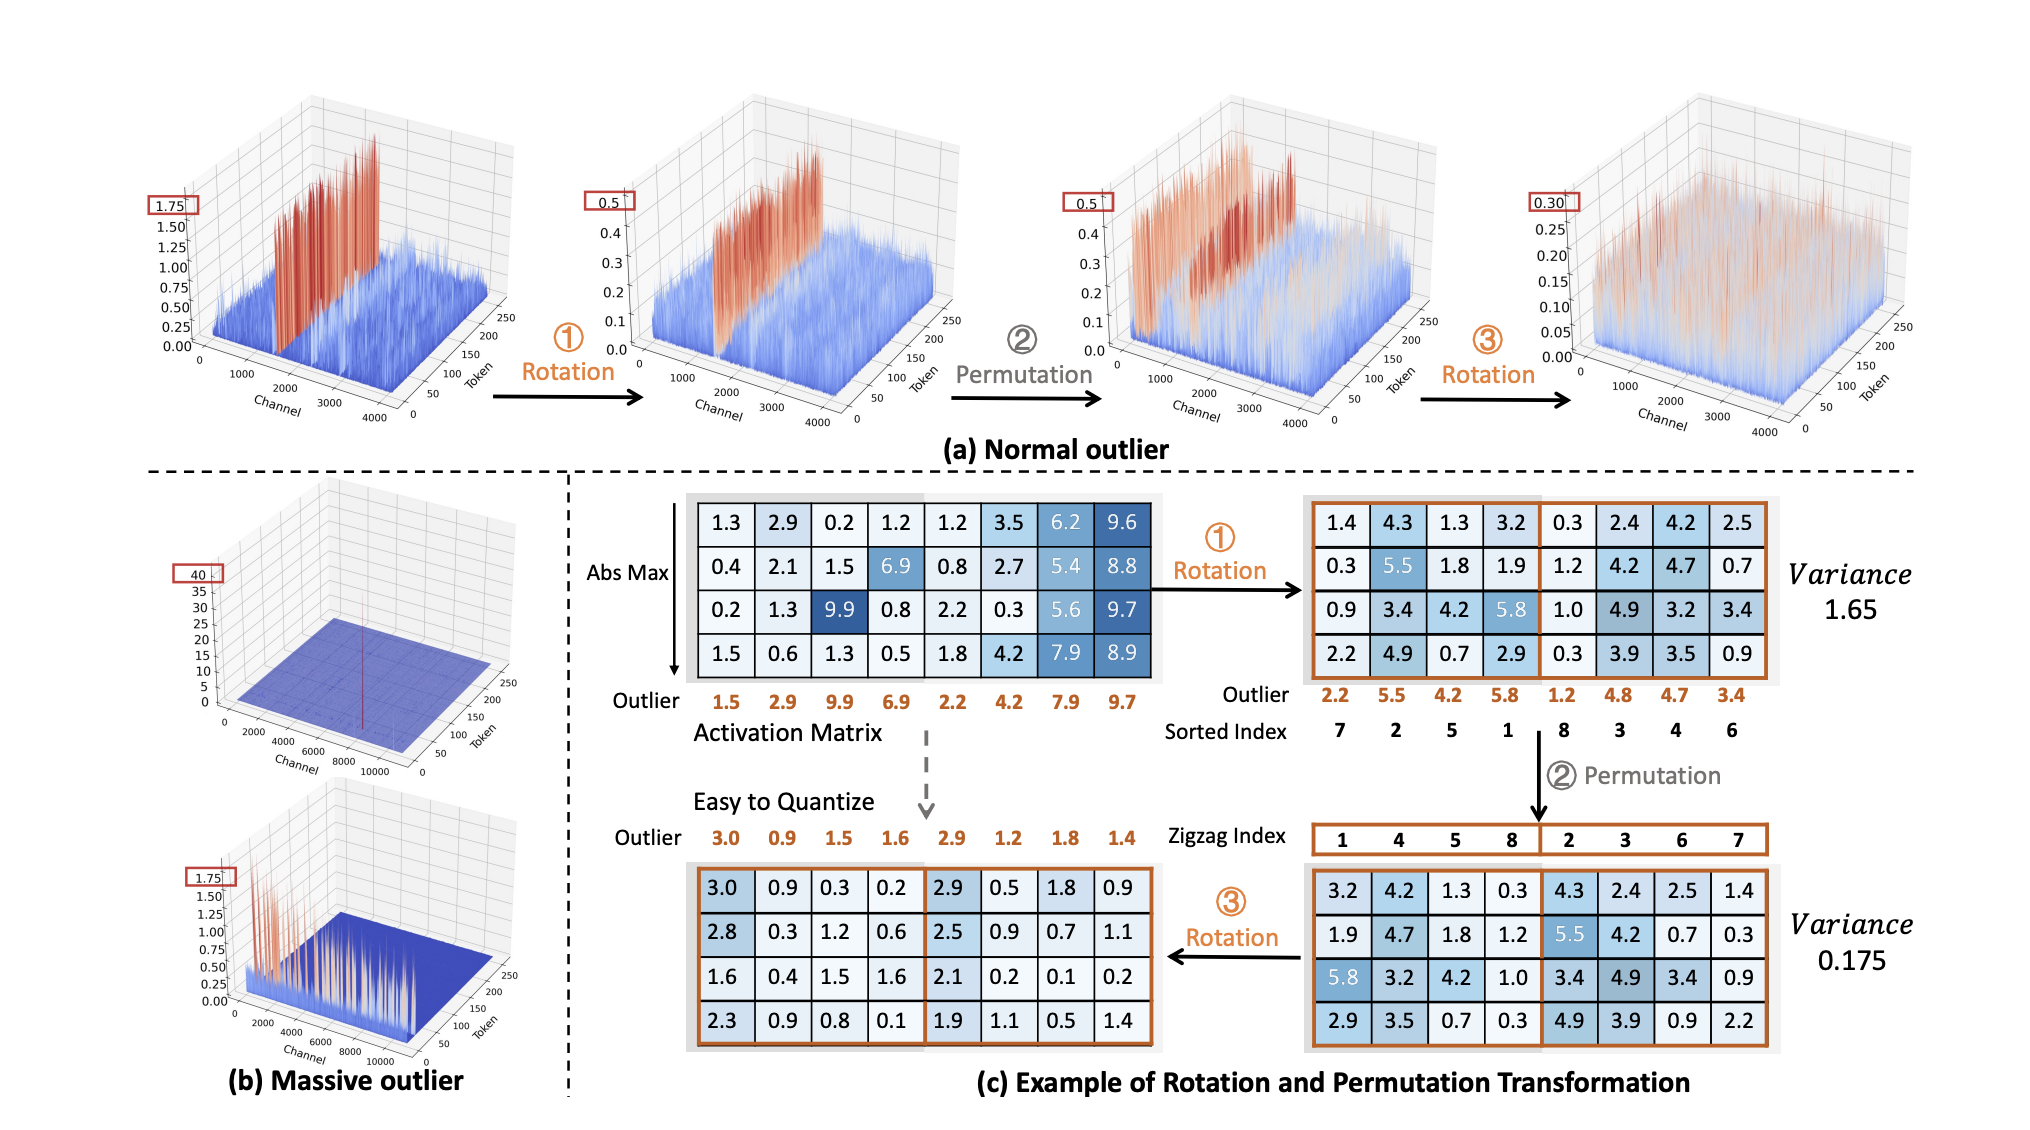 1.75
1.50
1.25
1.00
0.75
0.50
0.25
0.00
0
1000
2000
3000
4000
Channel
0
50
100
150
200
250
Token
① Rotation
0.5
0.4
0.3
0.2
0.1
0.0
0
1000
2000
3000
4000
Channel
0
50
100
150
200
250
Token
② Permutation
0.5
0.4
0.3
0.2
0.1
0.0
0
1000
2000
3000
4000
Channel
0
50
100
150
200
250
Token
③ Rotation
0.30
0.25
0.20
0.15
0.10
0.05
0.00
0
1000
2000
3000
4000
Channel
0
50
100
150
200
250
Token
(a) Normal outlier
40
35
30
25
20
15
10
5
0
0
2000
4000
6000
8000
10000
Channel
0
50
100
150
200
250
Token
1.75
1.50
1.25
1.00
0.75
0.50
0.25
0.00
0
2000
4000
6000
8000
10000
Channel
0
50
100
150
200
250
Token
(b) Massive outlier
Abs Max
1.3 2.9 0.2 1.2 1.2 3.5 6.2 9.6
0.4 2.1 1.5 6.9 0.8 2.7 5.4 8.8
0.2 1.3 9.9 0.8 2.2 0.3 5.6 9.7
1.5 0.6 1.3 0.5 1.8 4.2 7.9 8.9
Outlier 1.5 2.9 9.9 6.9 2.2 4.2 7.9 9.7
Activation Matrix
① Rotation
1.4 4.3 1.3 3.2 0.3 2.4 4.2 2.5
0.3 5.5 1.8 1.9 1.2 4.2 4.7 0.7
0.9 3.4 4.2 5.8 1.0 4.9 3.2 3.4
2.2 4.9 0.7 2.9 0.3 3.9 3.5 0.9
Variance
1.65
Outlier 2.2 5.5 4.2 5.8 1.2 4.8 4.7 3.4
Sorted Index 7 2 5 1 8 3 4 6
② Permutation
Zigzag Index 1 4 5 8 2 3 6 7
3.2 4.2 1.3 0.3 4.3 2.4 2.5 1.4
1.9 4.7 1.8 1.2 5.5 4.2 0.7 0.3
5.8 3.2 4.2 1.0 3.4 4.9 3.4 0.9
2.9 3.5 0.7 0.3 4.9 3.9 0.9 2.2
Variance
0.175
③ Rotation
Easy to Quantize
Outlier 3.0 0.9 1.5 1.6 2.9 1.2 1.8 1.4
3.0 0.9 0.3 0.2 2.9 0.5 1.8 0.9
2.8 0.3 1.2 0.6 2.5 0.9 0.7 1.1
1.6 0.4 1.5 1.6 2.1 0.2 0.1 0.2
2.3 0.9 0.8 0.1 1.9 1.1 0.5 1.4
(c) Example of Rotation and Permutation Transformation